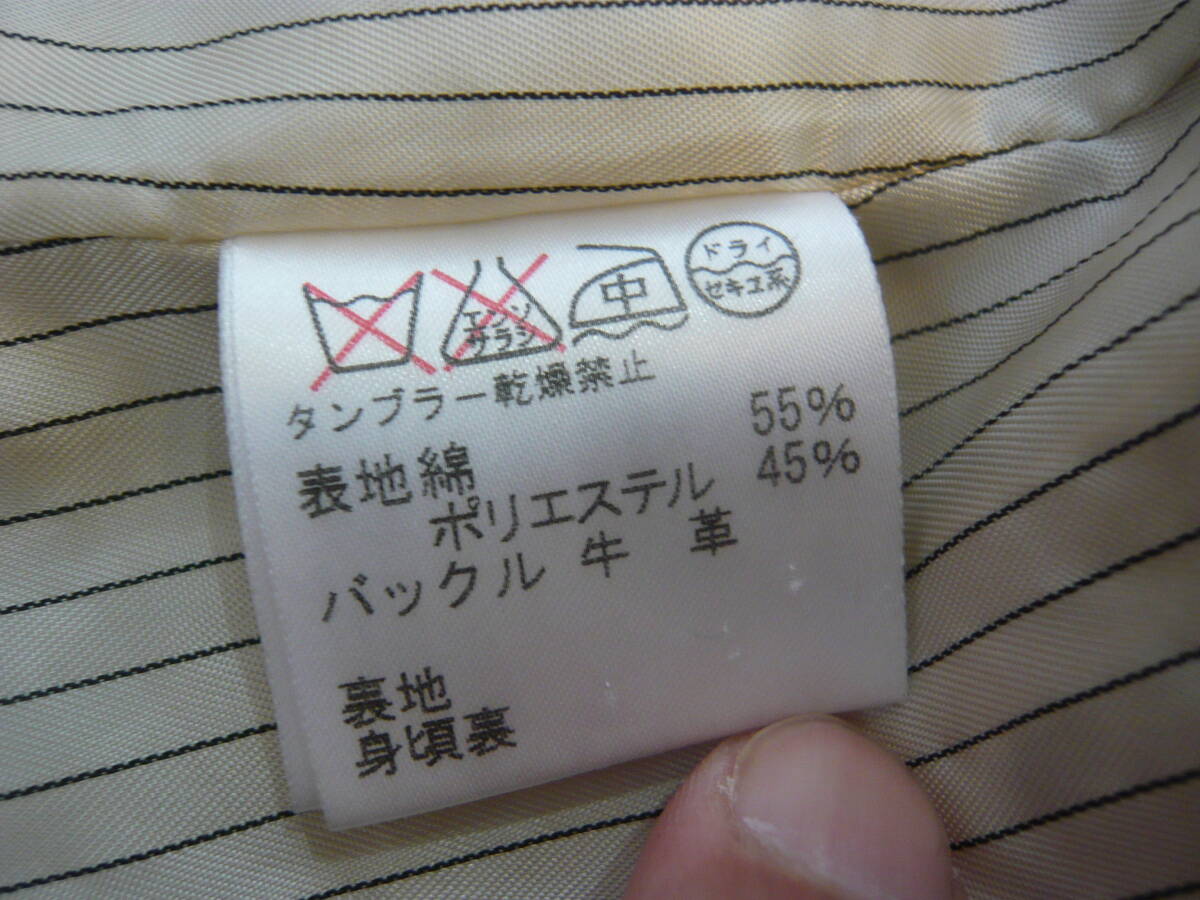 エンソ
サラシ
中
ドライ
セキユ系
タンブラー乾燥禁止
表地綿 55%
ポリエステル 45%
バックル 牛 革
裏地
身頃裏